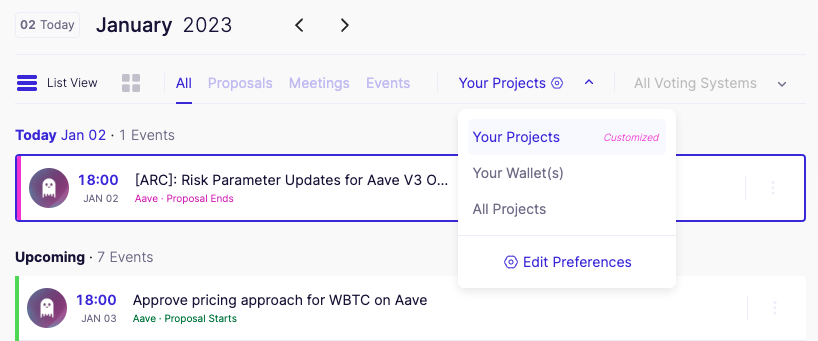 02 Today January 2023
List View All Proposals Meetings Events Your Projects All Voting Systems
Your Projects Customized
Your Wallet(s)
All Projects
Edit Preferences
Today Jan 02 · 1 Events
18:00 [ARC]: Risk Parameter Updates for Aave V3 O...
JAN 02 Aave · Proposal Ends
Upcoming · 7 Events
18:00 Approve pricing approach for WBTC on Aave
JAN 03 Aave · Proposal Starts